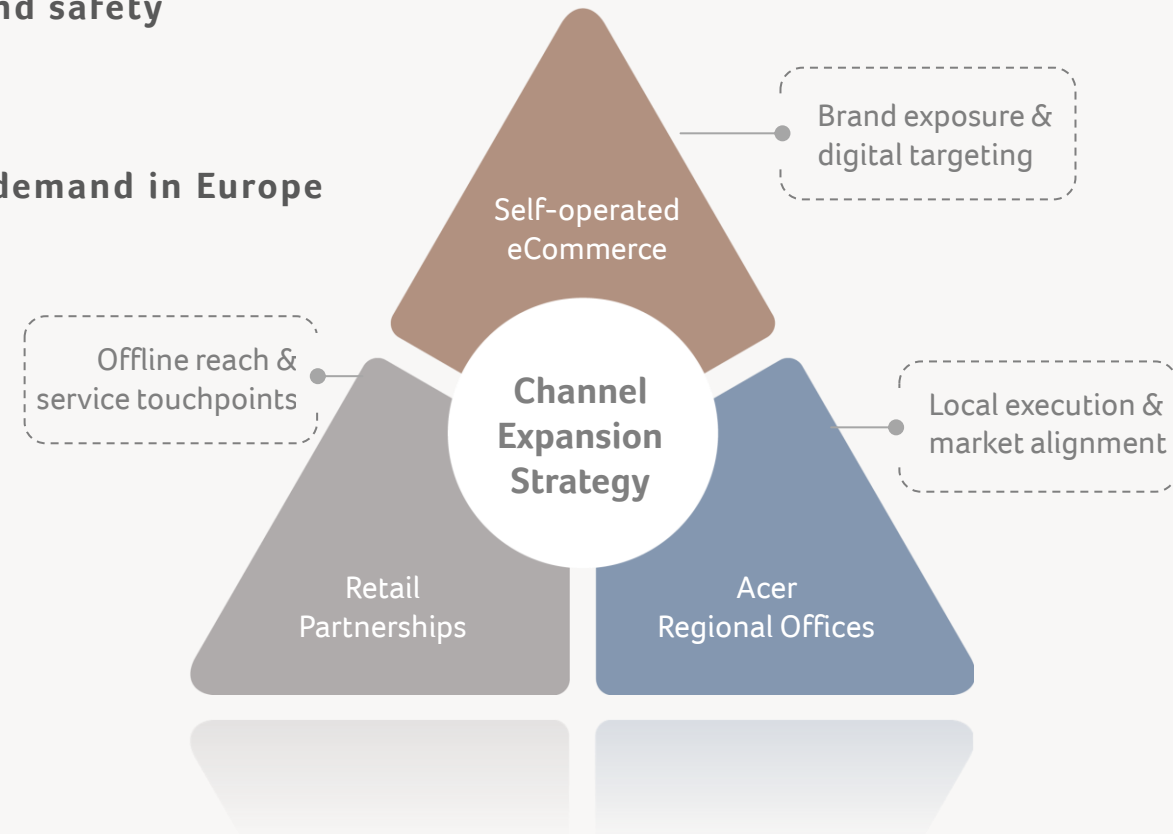 nd safety
demand in Europe
Brand exposure &
digital targeting
Self-operated
eCommerce
Offline reach &
service touchpoints
Channel
Expansion
Strategy
Local execution &
market alignment
Retail
Partnerships
Acer
Regional Offices